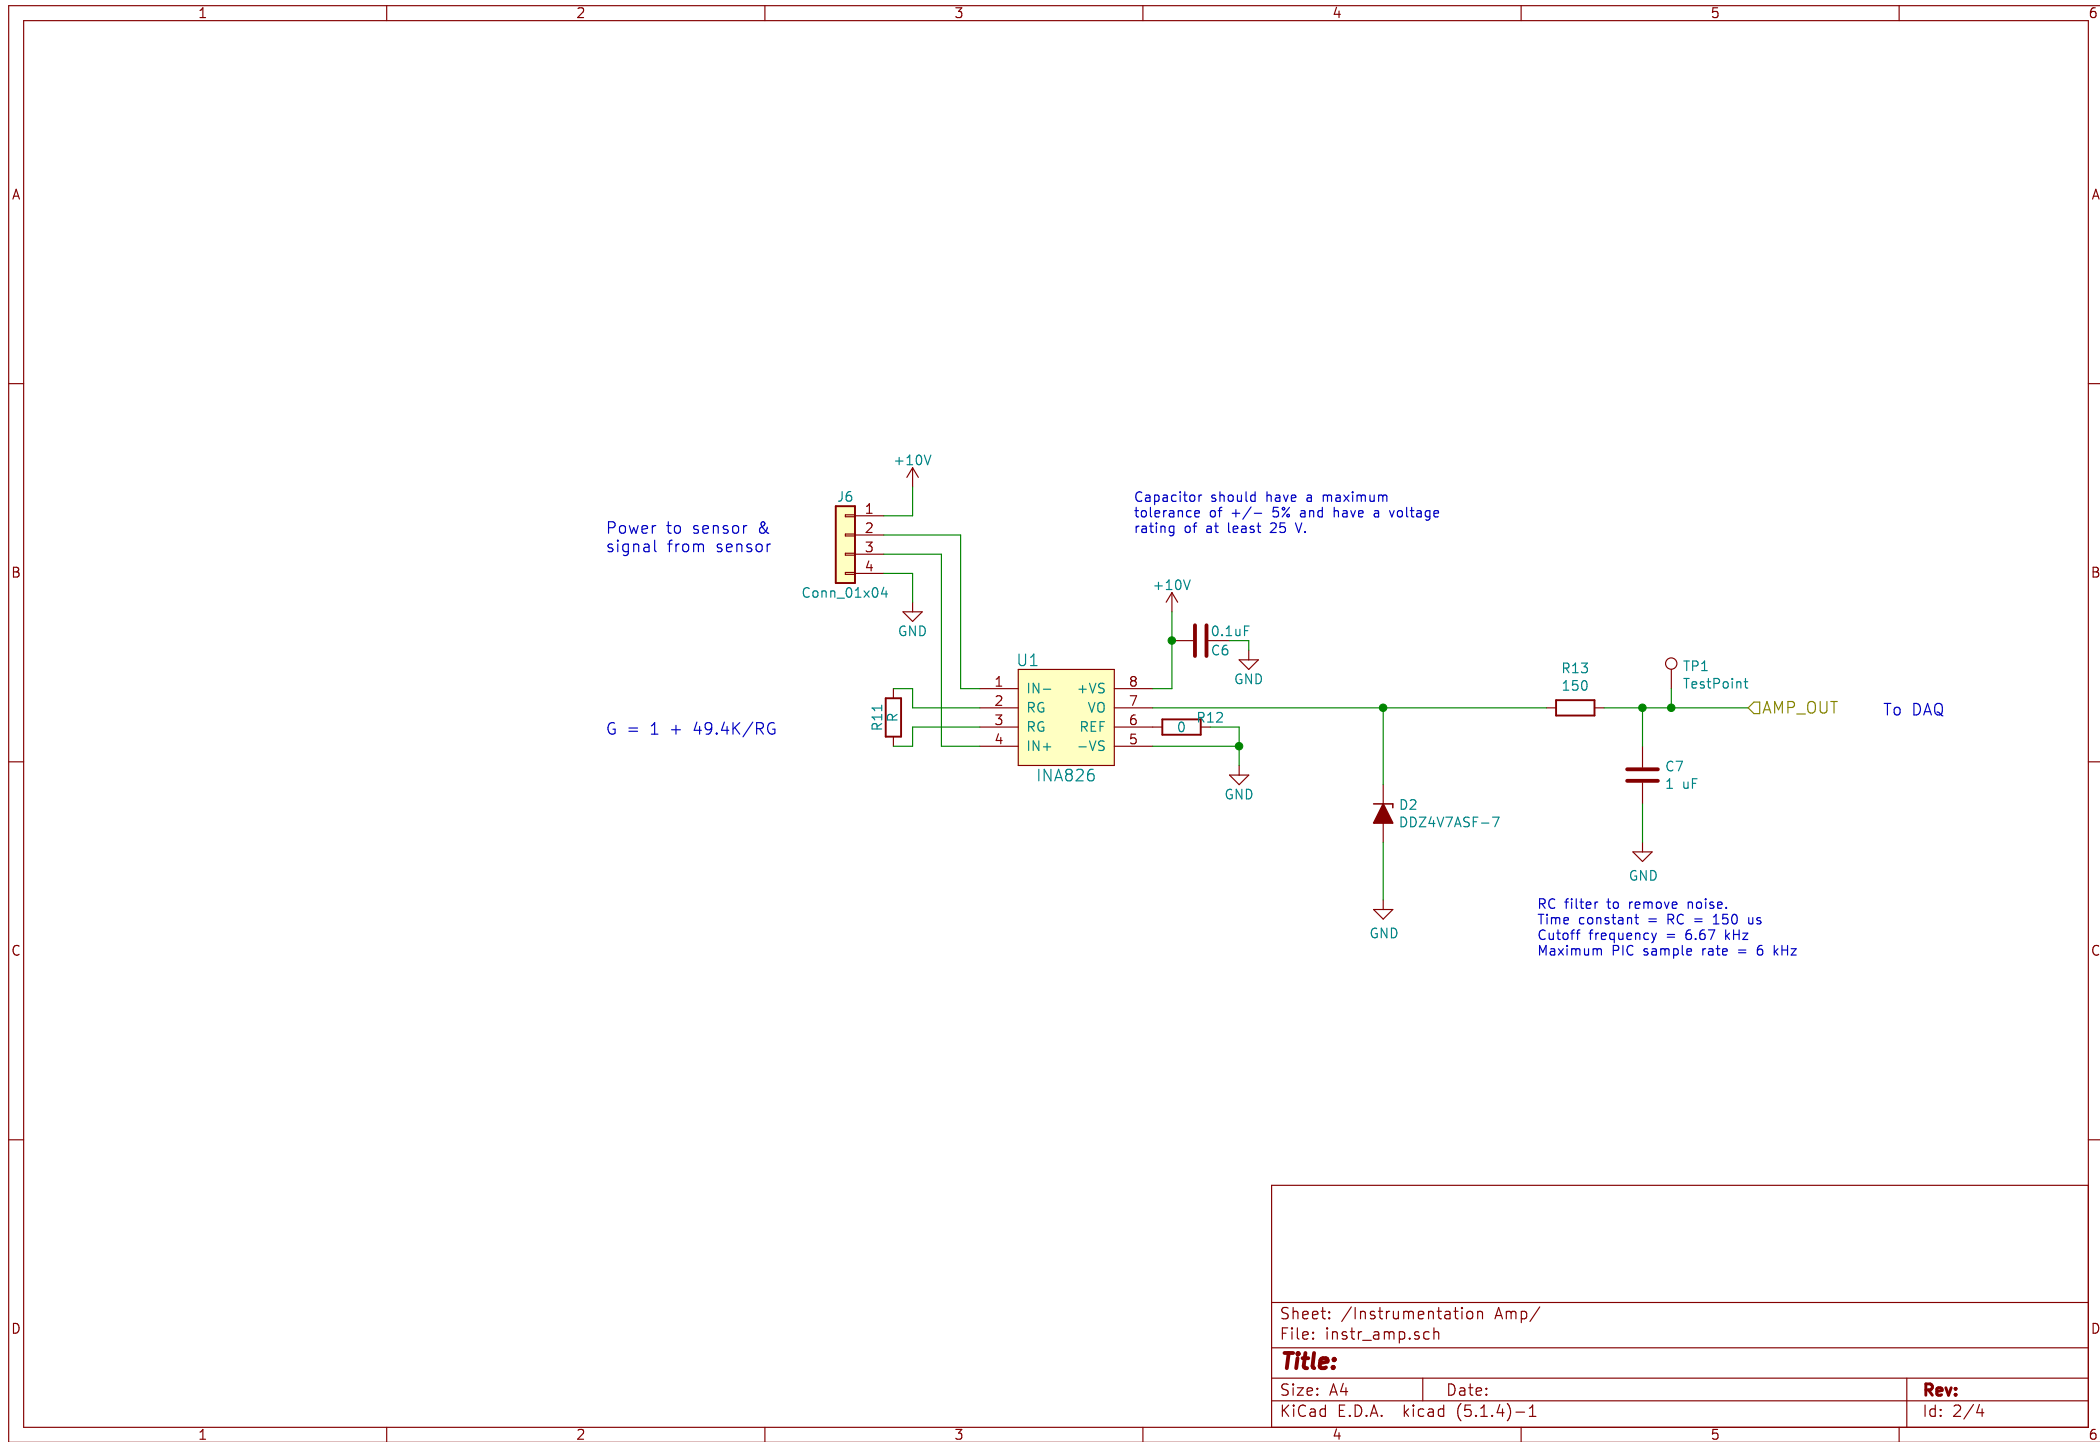 1 2 3 4 5 6
A A
+10V
J6
1
2
3
4
Conn_01x04
GND
Power to sensor &
signal from sensor
Capacitor should have a maximum
tolerance of +/- 5% and have a voltage
rating of at least 25 V.
B B
+10V
0.1uF
C6
GND
U1
1 IN- +VS 8
2 RG VO 7
3 RG REF 6
4 IN+ -VS 5
INA826
R11
R
G = 1 + 49.4K/RG
R12
0
GND
R13
150
TP1
TestPoint
AMP_OUT
To DAQ
C7
1 uF
GND
D2
DDZ4V7ASF-7
GND
RC filter to remove noise.
Time constant = RC = 150 us
Cutoff frequency = 6.67 kHz
Maximum PIC sample rate = 6 kHz
C C
Sheet: /Instrumentation Amp/
File: instr_amp.sch
D D
Title:
Size: A4 Date: Rev:
KiCad E.D.A. kicad (5.1.4)-1 Id: 2/4
1 2 3 4 5 6